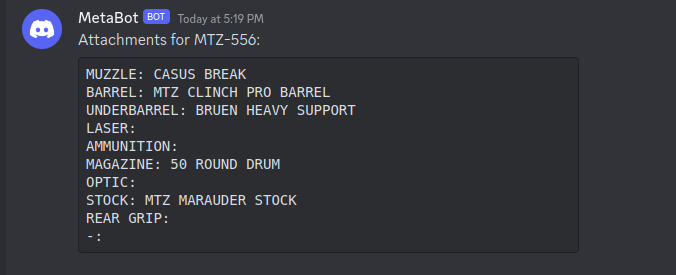 MetaBot BOT Today at 5:19 PM
Attachments for MTZ-556:
MUZZLE: CASUS BREAK
BARREL: MTZ CLINCH PRO BARREL
UNDERBARREL: BRUEN HEAVY SUPPORT
LASER:
AMMUNITION:
MAGAZINE: 50 ROUND DRUM
OPTIC:
STOCK: MTZ MARAUDER STOCK
REAR GRIP:
-: